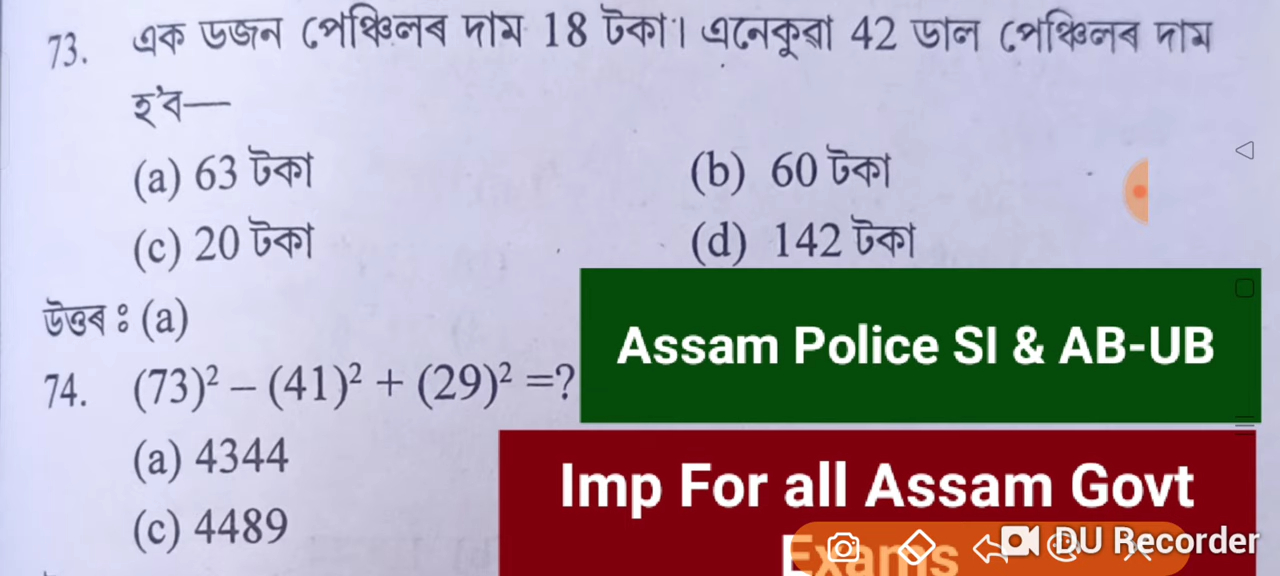 73. এক ডজন পেঞ্চিলৰ দাম 18 টকা। এনেকুৱা 42 ডাল পেঞ্চিলৰ দাম
হ'ব—
(a) 63 টকা
(b) 60 টকা
(c) 20 টকা
(d) 142 টকা
উত্তৰ ঃ (a)
74. (73)² – (41)² + (29)² =?
(a) 4344
(c) 4489
Assam Police SI & AB-UB
Imp For all Assam Govt
Exams
DU Recorder